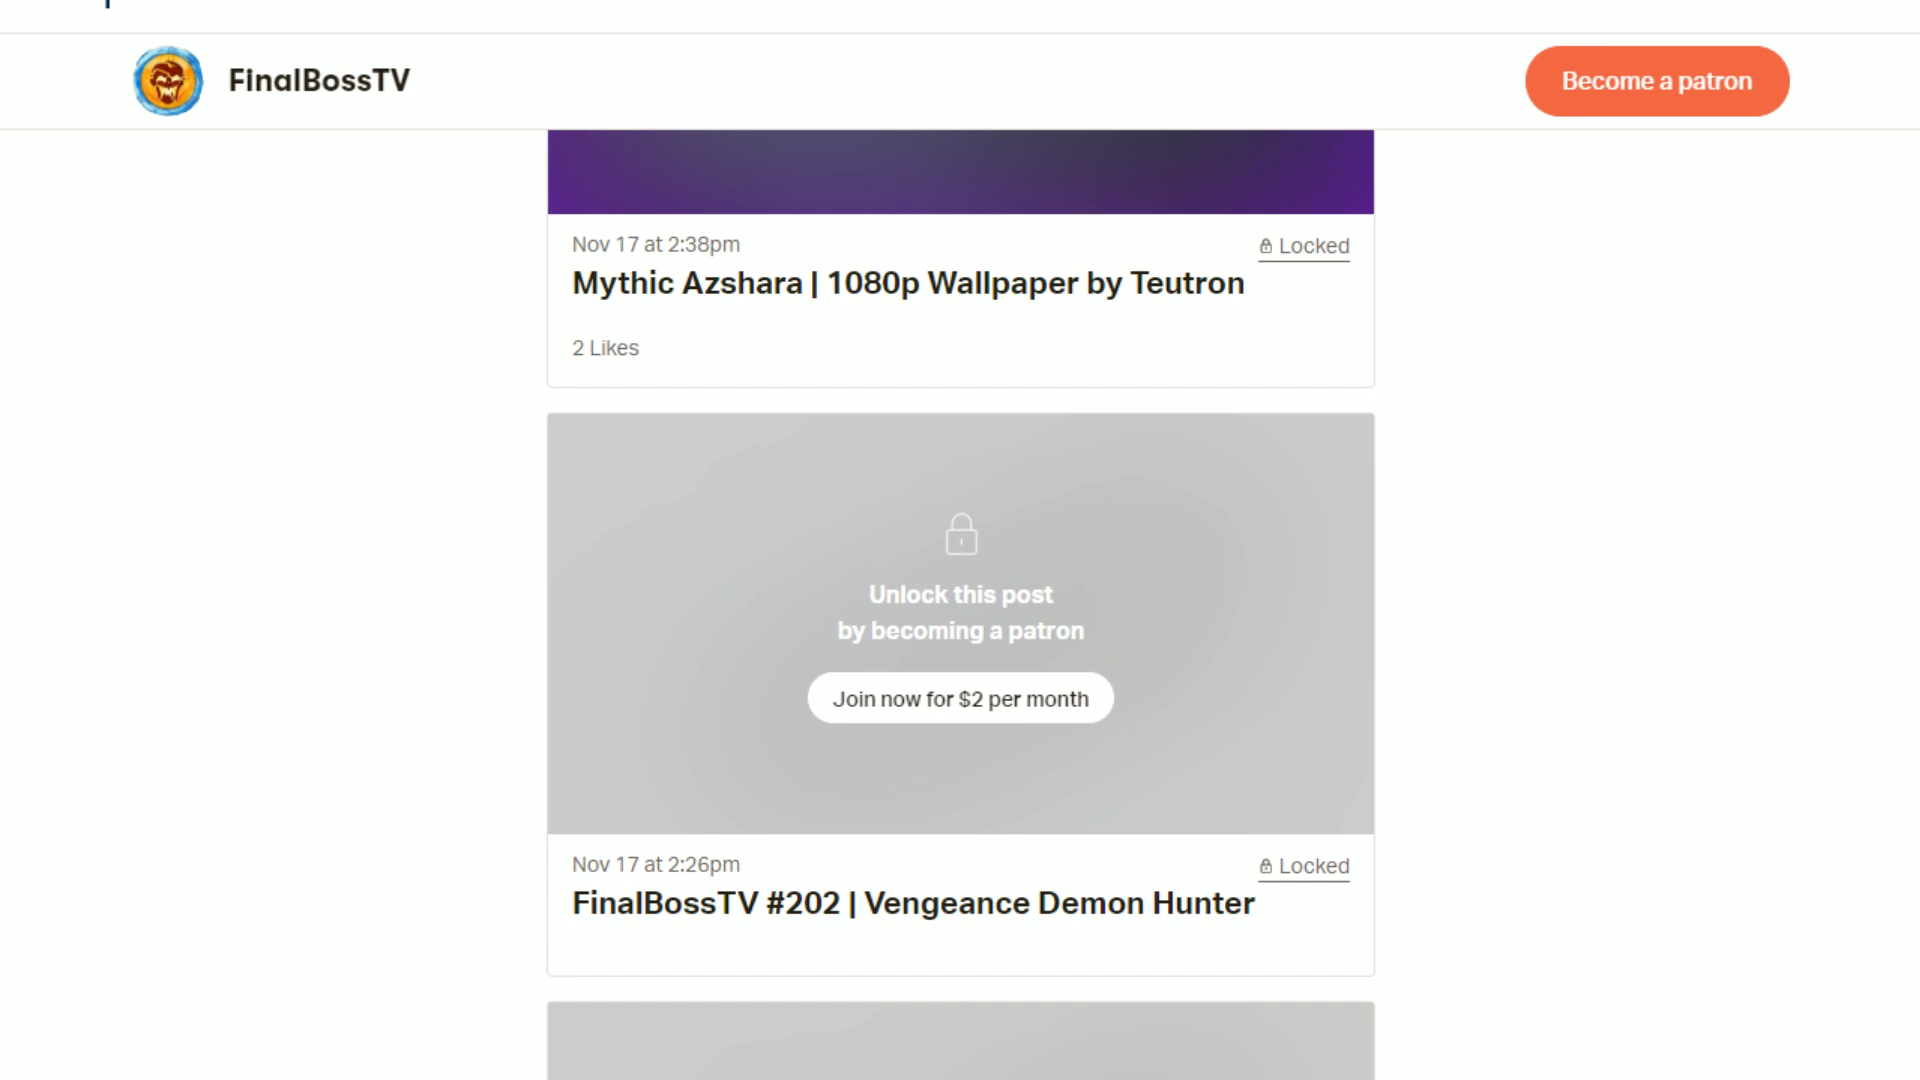 FinalBossTV
Become a patron
Nov 17 at 2:38pm
Locked
Mythic Azshara | 1080p Wallpaper by Teutron
2 Likes
Unlock this post
by becoming a patron
Join now for $2 per month
Nov 17 at 2:26pm
Locked
FinalBossTV #202 | Vengeance Demon Hunter